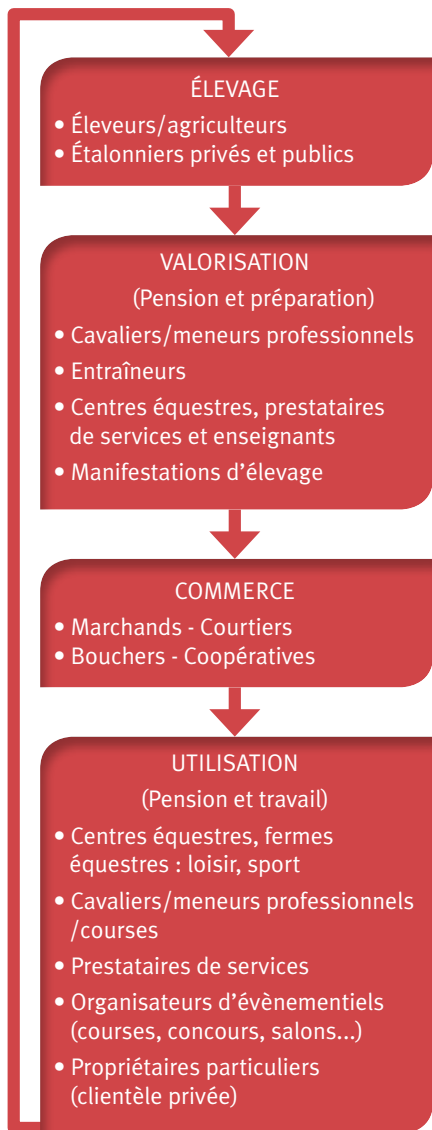 ÉLEVAGE
• Éleveurs/agriculteurs
• Étalonniers privés et publics
VALORISATION
(Pension et préparation)
• Cavaliers/meneurs professionnels
• Entraîneurs
• Centres équestres, prestataires
de services et enseignants
• Manifestations d’élevage
COMMERCE
• Marchands - Courtiers
• Bouchers - Coopératives
UTILISATION
(Pension et travail)
• Centres équestres, fermes
équestres : loisir, sport
• Cavaliers/meneurs professionnels
/courses
• Prestataires de services
• Organisateurs d’évènementiels
(courses, concours, salons...)
• Propriétaires particuliers
(clientèle privée)